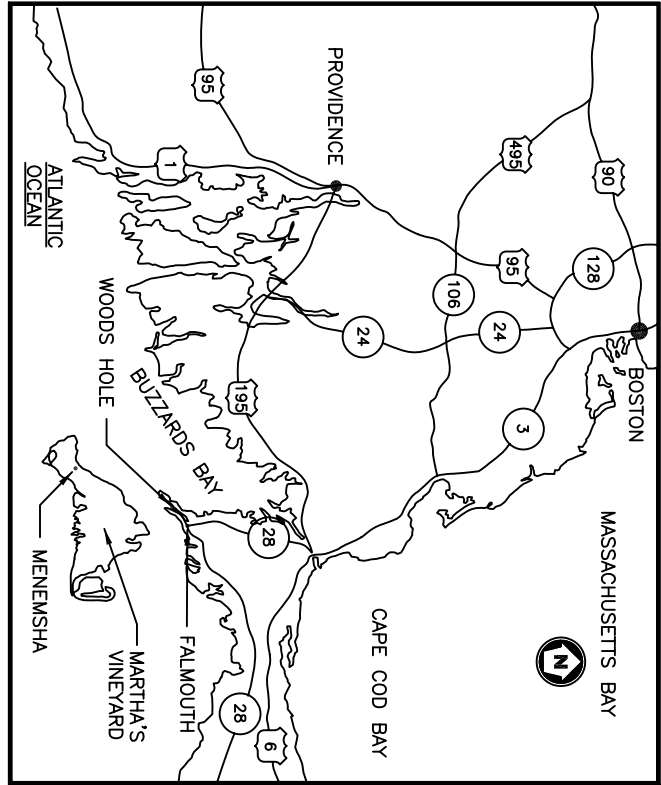 MASSACHUSETTS BAY
BOSTON
90
128
495
95
3
N
106
24
24
CAPE COD BAY
PROVIDENCE
195
28
6
28
95
1
BUZZARDS BAY
WOODS HOLE
FALMOUTH
MARTHA'S
VINEYARD
MENEMSHA
ATLANTIC
OCEAN